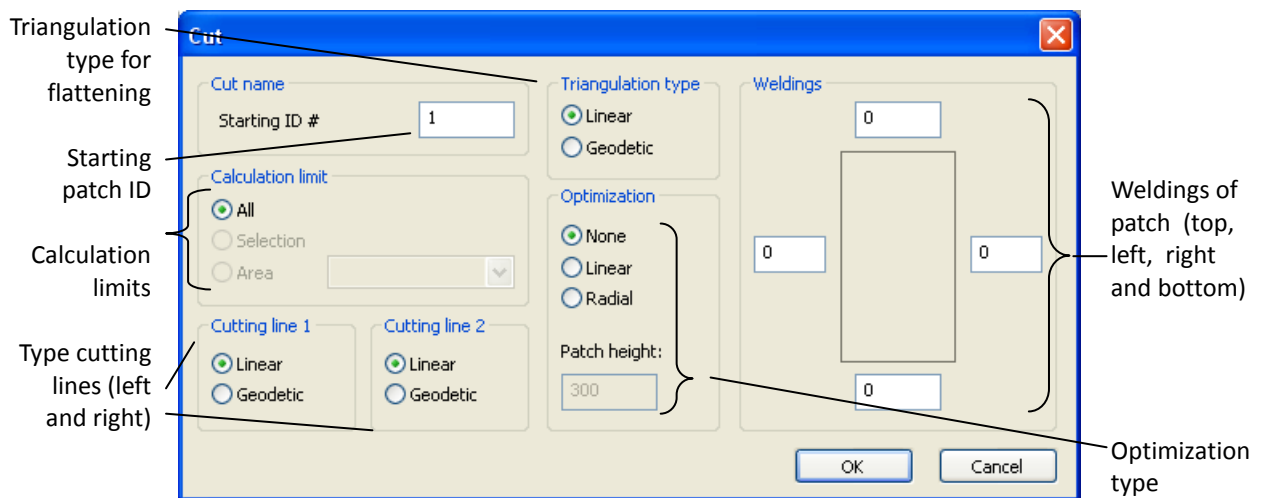 Triangulation
type for
flattening
Starting
patch ID
Calculation
limits
Type cutting
lines (left
and right)
Cut
Cut name
Starting ID #
1
Calculation limit
All
Selection
Area
Cutting line 1
Linear
Geodetic
Cutting line 2
Linear
Geodetic
Triangulation type
Linear
Geodetic
Optimization
None
Linear
Radial
Patch height:
300
Weldings
0
0
0
0
OK
Cancel
Weldings of
patch (top,
left, right
and bottom)
Optimization
type